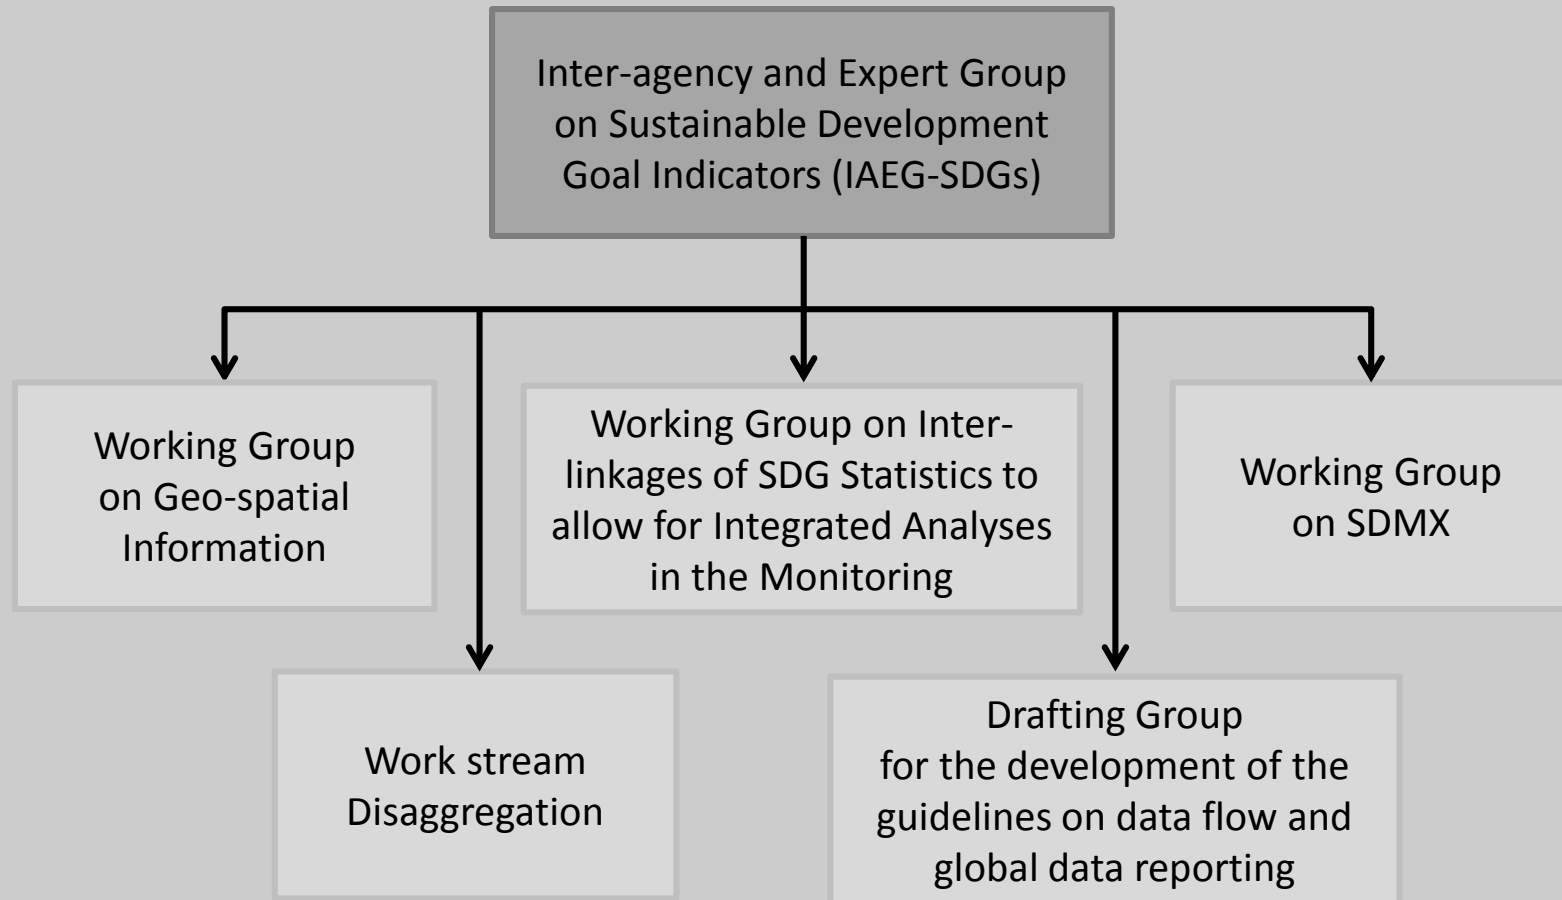 Inter-agency and Expert Group
on Sustainable Development
Goal Indicators (IAEG-SDGs)
Working Group
on Geo-spatial
Information
Working Group on Inter-
linkages of SDG Statistics to
allow for Integrated Analyses
in the Monitoring
Working Group
on SDMX
Work stream
Disaggregation
Drafting Group
for the development of the
guidelines on data flow and
global data reporting